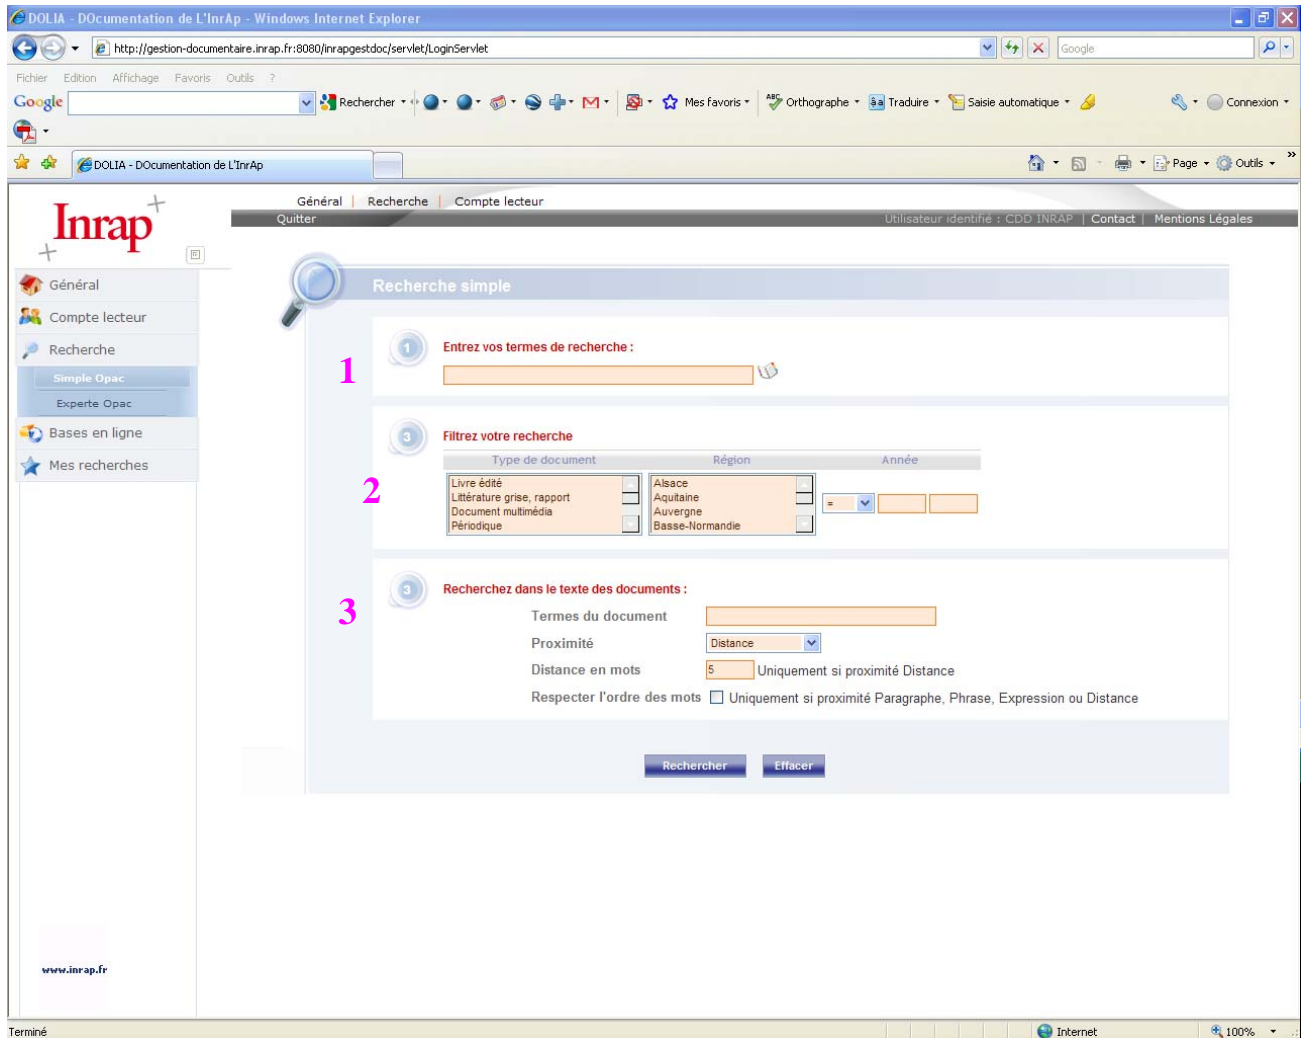 DOLIA - DOcumentation de L'InrAp - Windows Internet Explorer
http://gestion-documentaire.inrap.fr:8080/inrapgestdoc/servlet/LoginServlet
Google
Fichier Edition Affichage Favoris Outils ?
Google Rechercher Mes favoris Orthographe Traduire Saisie automatique Connexion
DOLIA - DOcumentation de L'InrAp Page Outils »
Inrap
Général | Recherche | Compte lecteur
Quitter Utilisateur identifié : CDD INRAP | Contact | Mentions Légales
Général
Compte lecteur
Recherche
Simple Opac
Experte Opac
Bases en ligne
Mes recherches
Recherche simple
1
1 Entrez vos termes de recherche :
2
3 Filtrez votre recherche
Type de document Région Année
Livre édité Alsace
Littérature grise, rapport Aquitaine
= 
Document multimédia Auvergne
Périodique Basse-Normandie
3
3 Recherchez dans le texte des documents :
Termes du document
Proximité Distance
Distance en mots 5 Uniquement si proximité Distance
Respecter l'ordre des mots Uniquement si proximité Paragraphe, Phrase, Expression ou Distance
Rechercher Effacer
www.inrap.fr
Terminé Internet 100%